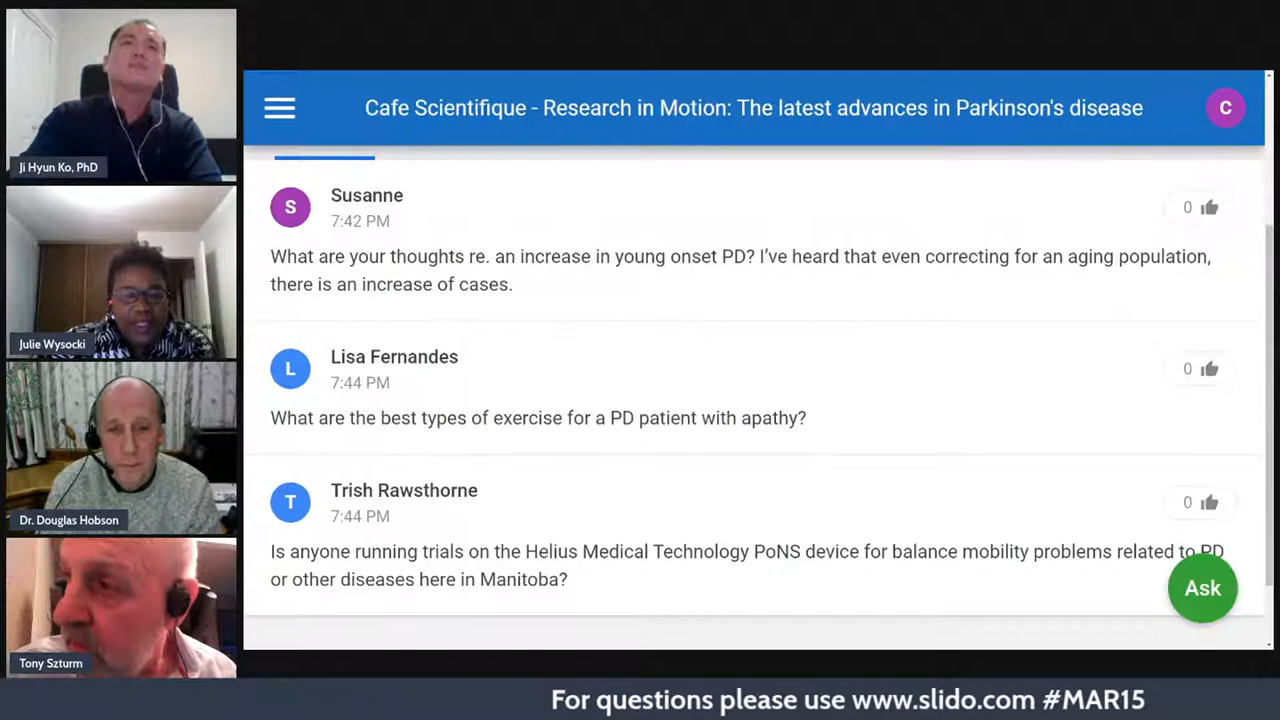 Ji Hyun Ko, PhD
Julie Wysocki
Dr. Douglas Hobson
Tony Szturm
Cafe Scientifique - Research in Motion: The latest advances in Parkinson's disease
C
S
Susanne
7:42 PM
0
What are your thoughts re. an increase in young onset PD? I've heard that even correcting for an aging population,
there is an increase of cases.
L
Lisa Fernandes
7:44 PM
0
What are the best types of exercise for a PD patient with apathy?
T
Trish Rawsthorne
7:44 PM
0
Is anyone running trials on the Helius Medical Technology PoNS device for balance mobility problems related to PD
or other diseases here in Manitoba?
Ask
For questions please use www.slido.com #MAR15